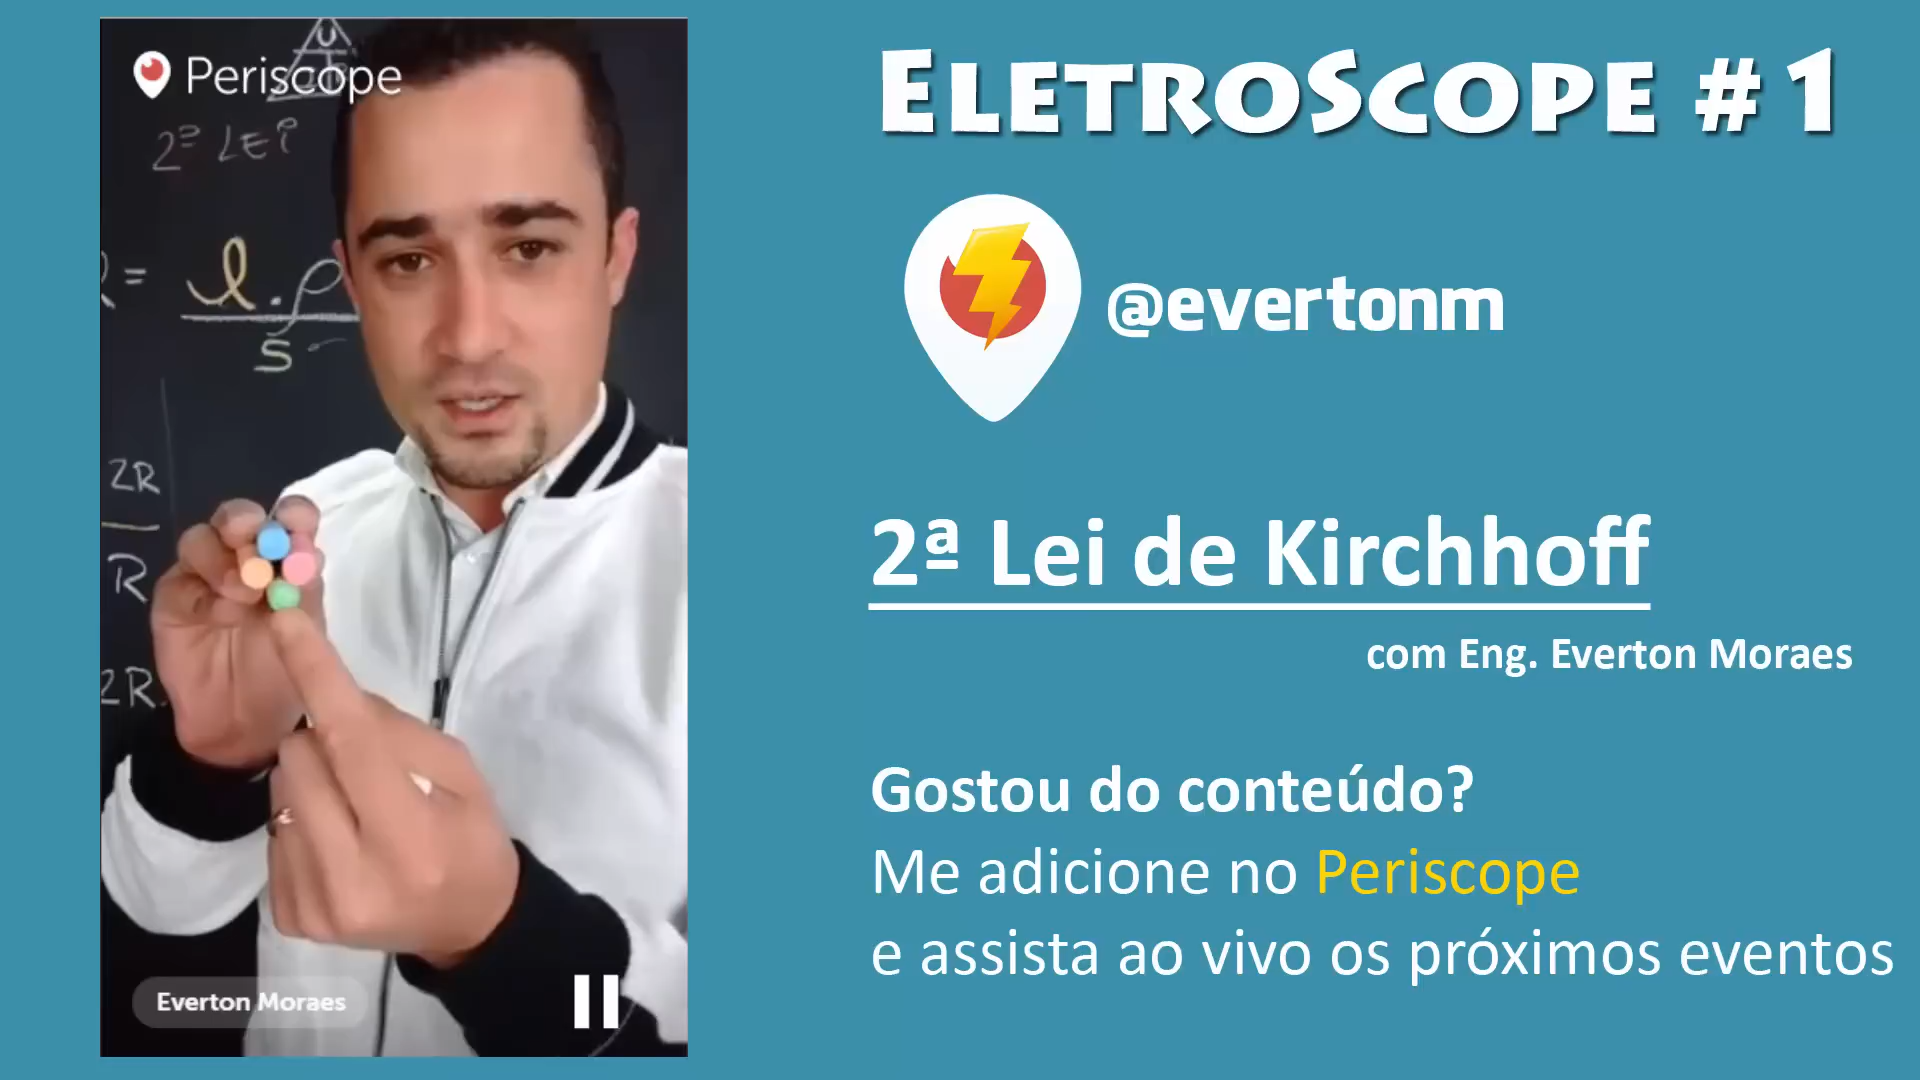 Periscope
U
2ª LEI
R = l.ρ
S
2R
R
2R.
Everton Moraes
ELETROSCOPE #1
@evertonm
2ª Lei de Kirchhoff
com Eng. Everton Moraes
Gostou do conteúdo?
Me adicione no Periscope
e assista ao vivo os próximos eventos